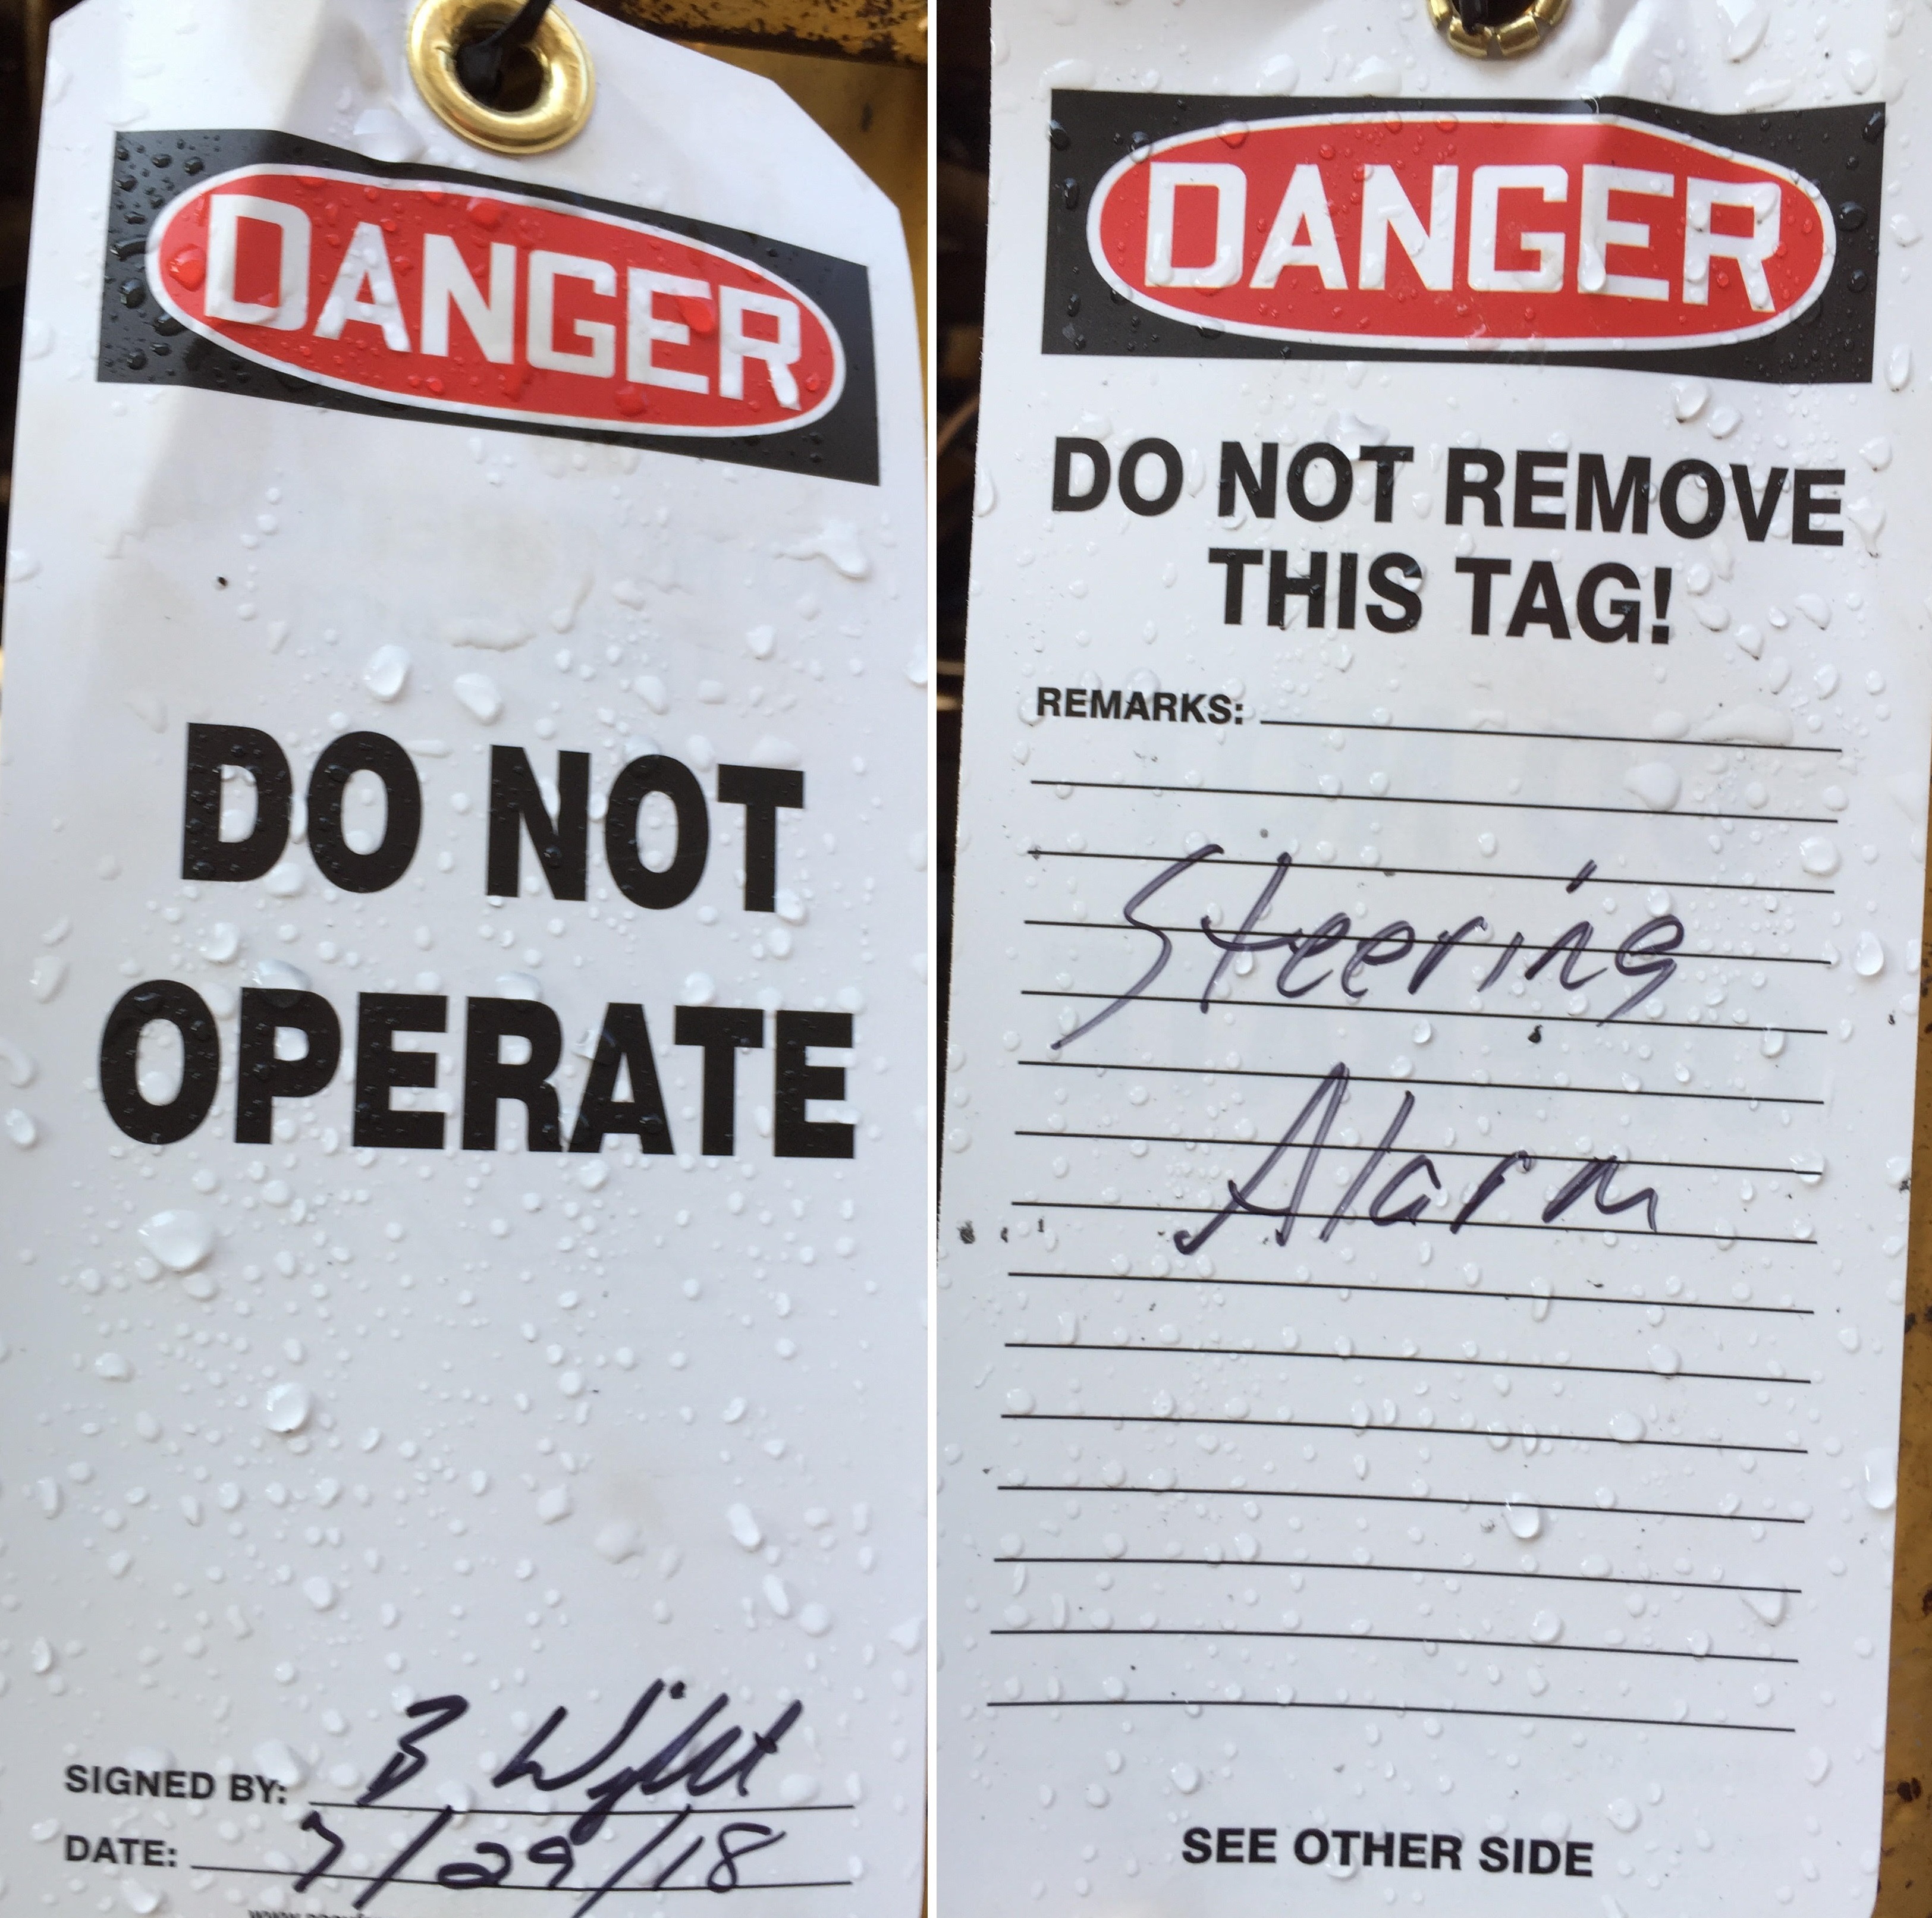 DANGER
DO NOT
OPERATE
SIGNED BY: B
DATE: 7/29/18
DANGER
DO NOT REMOVE
THIS TAG!
REMARKS:
Steering
Alarm
SEE OTHER SIDE